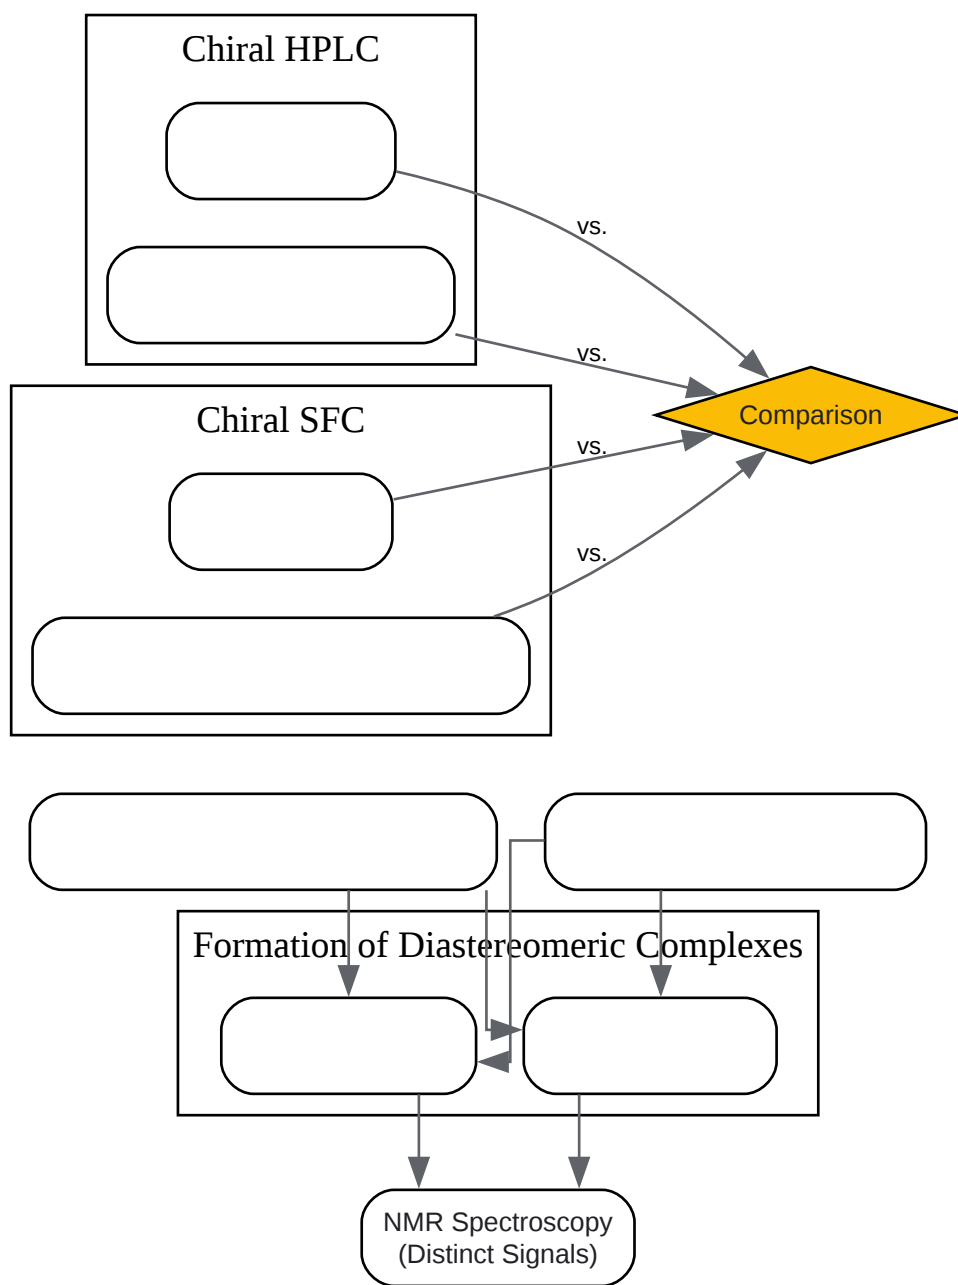 Chiral HPLC
vs.
vs.
Comparison
Chiral SFC
vs.
vs.
Formation of Diastereomeric Complexes
NMR Spectroscopy
(Distinct Signals)